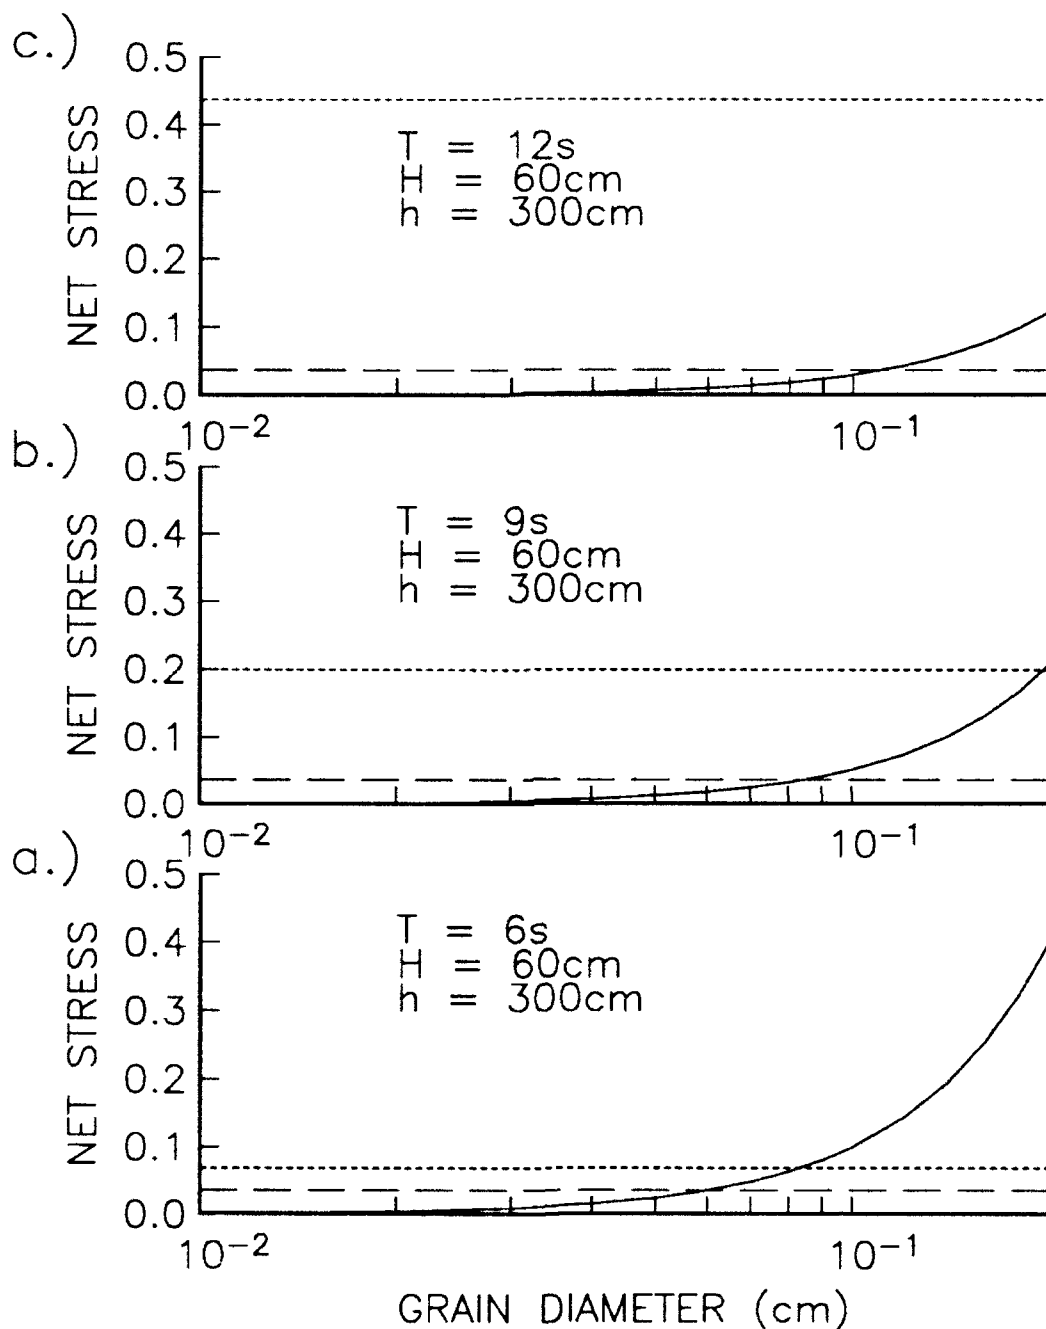 c.)
NET STRESS
0.5
0.4
0.3
0.2
0.1
0.0
T = 12s
H = 60cm
h = 300cm
10-2
10-1
b.)
NET STRESS
0.5
0.4
0.3
0.2
0.1
0.0
T = 9s
H = 60cm
h = 300cm
10-2
10-1
a.)
NET STRESS
0.5
0.4
0.3
0.2
0.1
0.0
T = 6s
H = 60cm
h = 300cm
10-2
10-1
GRAIN DIAMETER (cm)